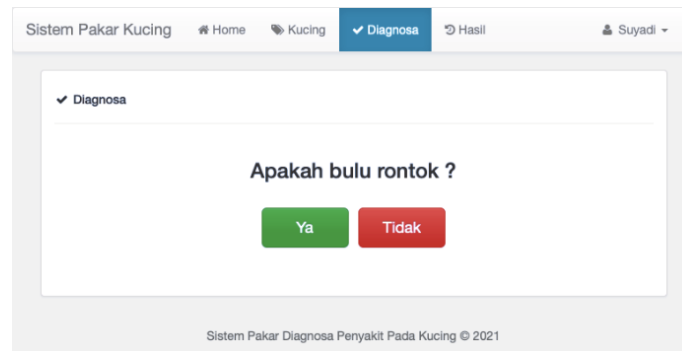 Sistem Pakar Kucing Home Kucing Diagnosa Hasil Suyadi
Diagnosa
Apakah bulu rontok ?
Ya Tidak
Sistem Pakar Diagnosa Penyakit Pada Kucing © 2021